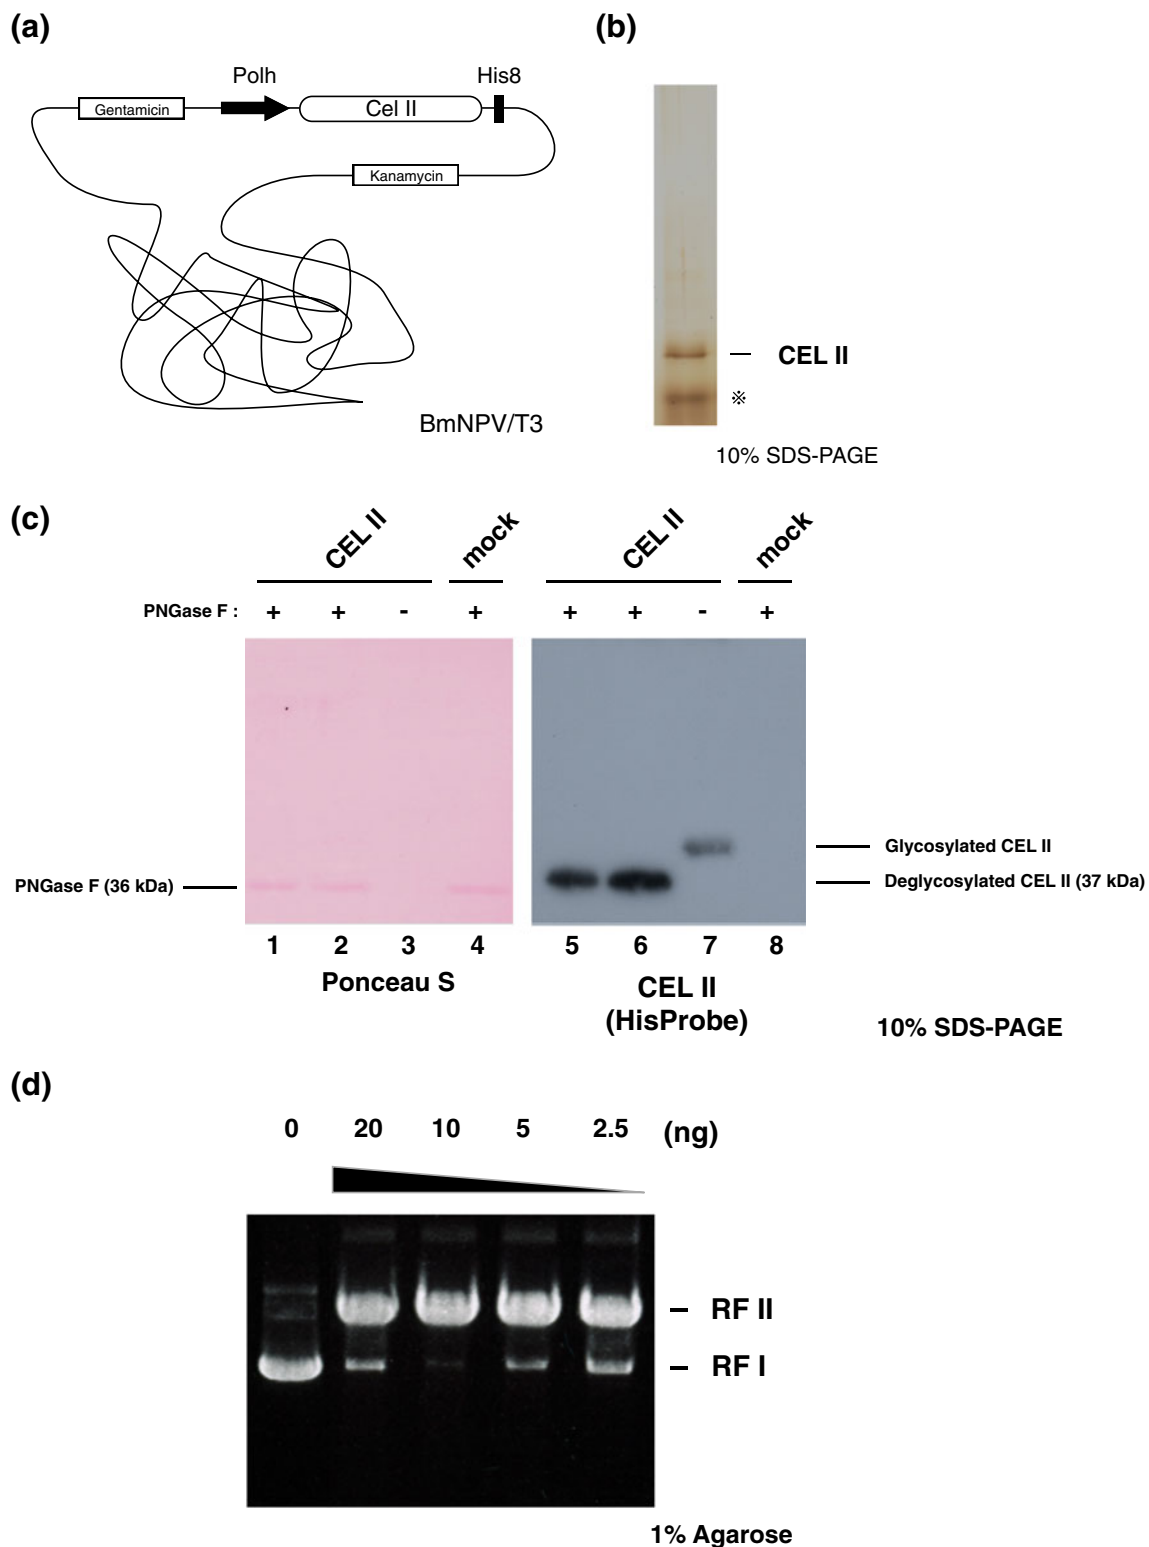 (a)
Polh
His8
Gentamicin
Cel II
Kanamycin
BmNPV/T3
(b)
CEL II
※
10% SDS-PAGE
(c)
CEL II
mock
CEL II
mock
PNGase F : + + - + + + - +
Glycosylated CEL II
PNGase F (36 kDa)
Deglycosylated CEL II (37 kDa)
1 2 3 4 5 6 7 8
Ponceau S
CEL II
(HisProbe)
10% SDS-PAGE
(d)
0 20 10 5 2.5 (ng)
RF II
RF I
1% Agarose